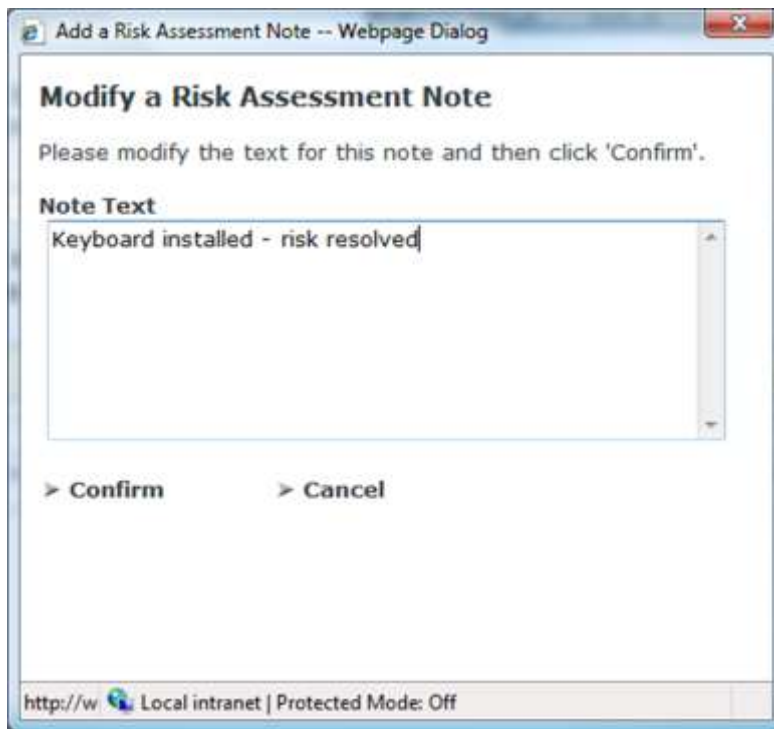 Add a Risk Assessment Note -- Webpage Dialog
Modify a Risk Assessment Note
Please modify the text for this note and then click 'Confirm'.
Note Text
Keyboard installed - risk resolved
➢ Confirm ➢ Cancel
http://w Local intranet | Protected Mode: Off